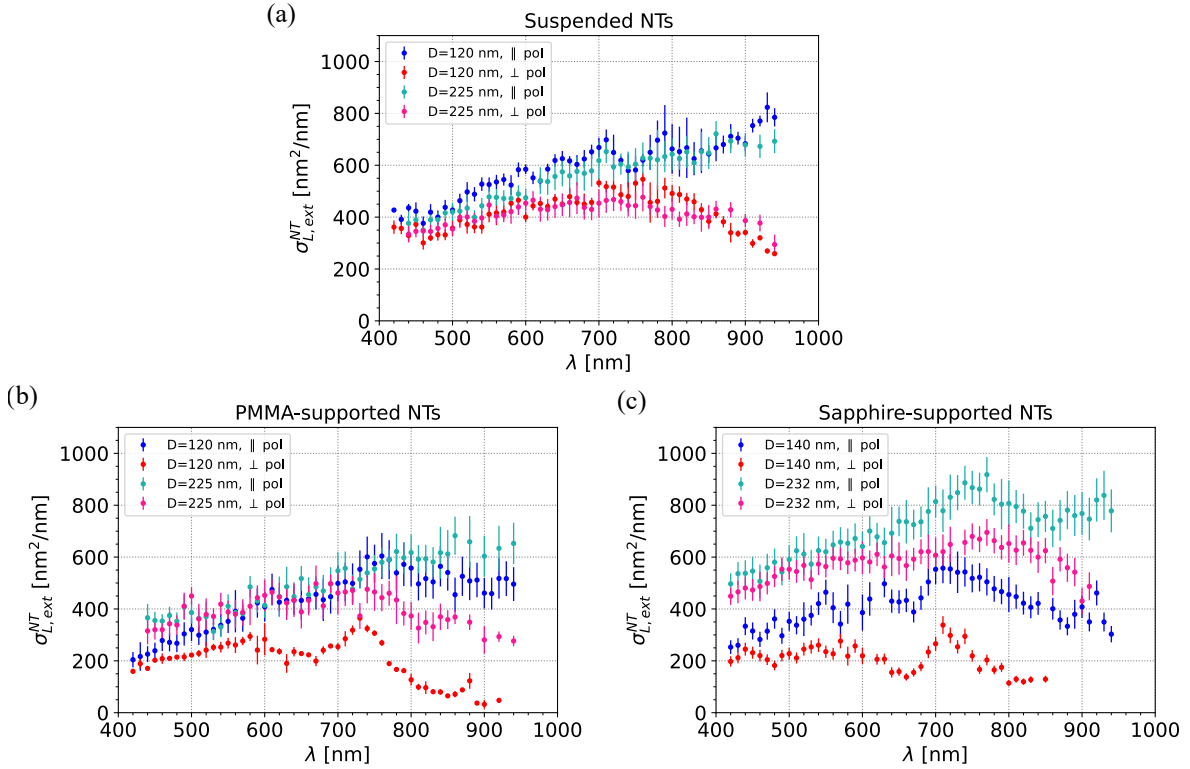 (a)
Suspended NTs
D=120 nm, ∥ pol
D=120 nm, ⊥ pol
D=225 nm, ∥ pol
D=225 nm, ⊥ pol
1000
800
600
400
200
0
σ^{NT}_{L,ext} [nm²/nm]
400 500 600 700 800 900 1000
λ [nm]
(b)
PMMA-supported NTs
D=120 nm, ∥ pol
D=120 nm, ⊥ pol
D=225 nm, ∥ pol
D=225 nm, ⊥ pol
1000
800
600
400
200
0
σ^{NT}_{L,ext} [nm²/nm]
400 500 600 700 800 900 1000
λ [nm]
(c)
Sapphire-supported NTs
D=140 nm, ∥ pol
D=140 nm, ⊥ pol
D=232 nm, ∥ pol
D=232 nm, ⊥ pol
1000
800
600
400
200
0
σ^{NT}_{L,ext} [nm²/nm]
400 500 600 700 800 900 1000
λ [nm]